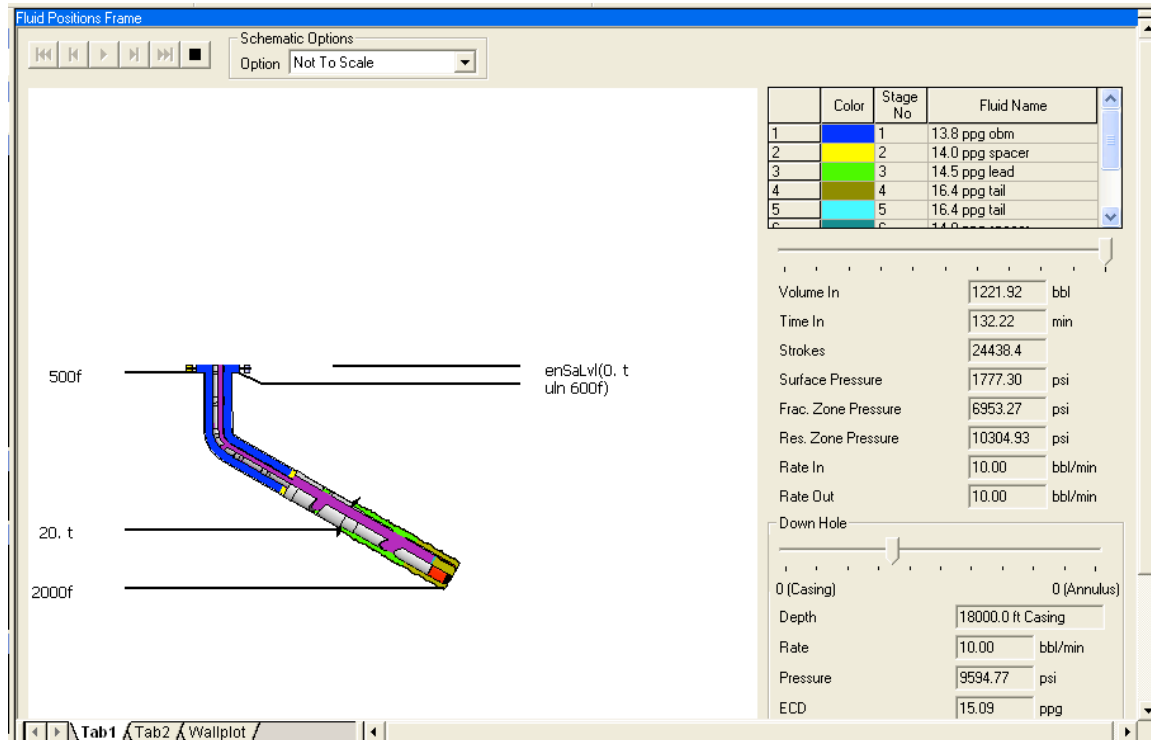 Fluid Positions Frame
Schematic Options
Option Not To Scale
Color Stage No Fluid Name
1 1 13.8 ppg obm
2 2 14.0 ppg spacer
3 3 14.5 ppg lead
4 4 16.4 ppg tail
5 5 16.4 ppg tail
Volume In 1221.92 bbl
Time In 132.22 min
Strokes 24438.4
Surface Pressure 1777.30 psi
Frac. Zone Pressure 6953.27 psi
Res. Zone Pressure 10304.93 psi
Rate In 10.00 bbl/min
Rate Out 10.00 bbl/min
Down Hole
0 (Casing) 0 (Annulus)
Depth 18000.0 ft Casing
Rate 10.00 bbl/min
Pressure 9594.77 psi
ECD 15.09 ppg
500f
enSaLvl(0. t
uln 600f)
20. t
2000f
Tab1 Tab2 Wallplot